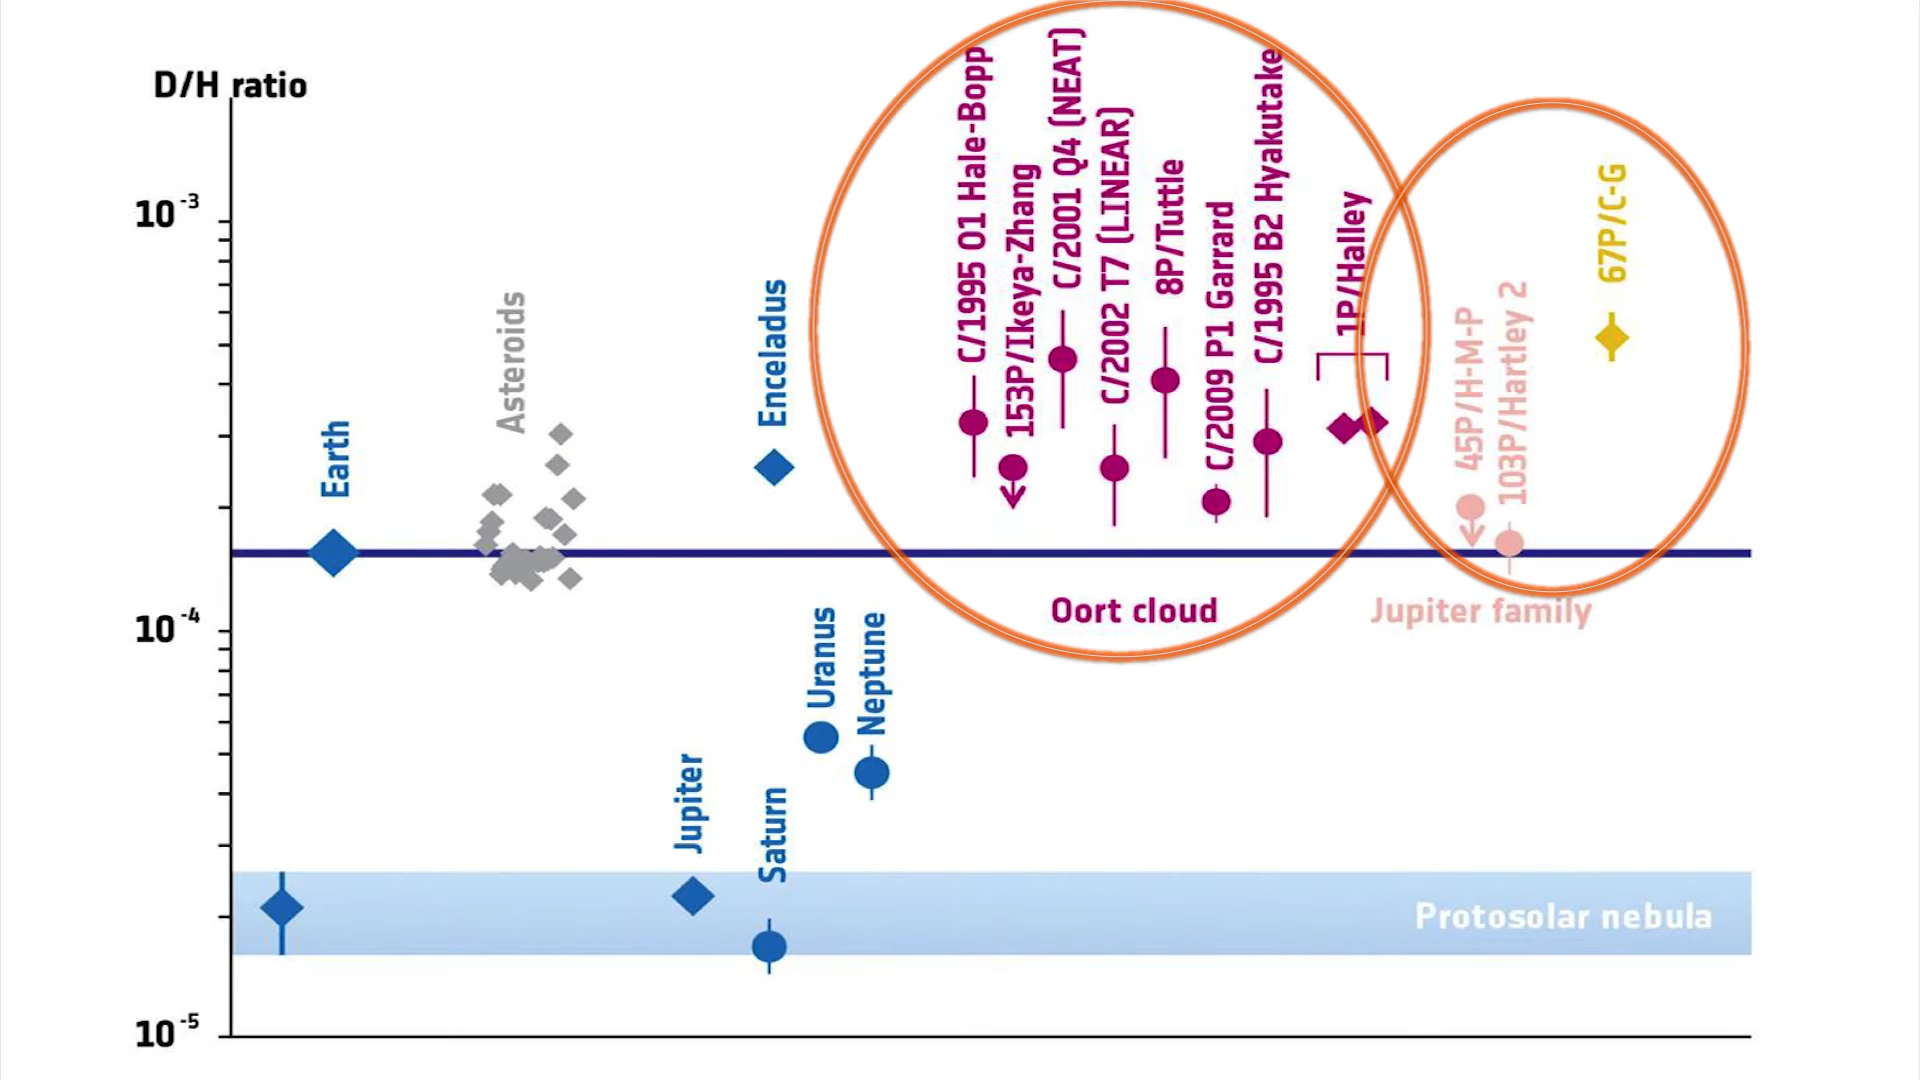 D/H ratio
10⁻³
10⁻⁴
10⁻⁵
Earth
Asteroids
Enceladus
Jupiter
Saturn
Uranus
Neptune
C/1995 O1 Hale-Bopp
153P/Ikeya-Zhang
C/2001 Q4 (NEAT)
C/2002 T7 (LINEAR)
8P/Tuttle
C/2009 P1 Garrard
C/1995 B2 Hyakutake
1P/Halley
45P/H-M-P
103P/Hartley 2
67P/C-G
Oort cloud
Jupiter family
Protosolar nebula